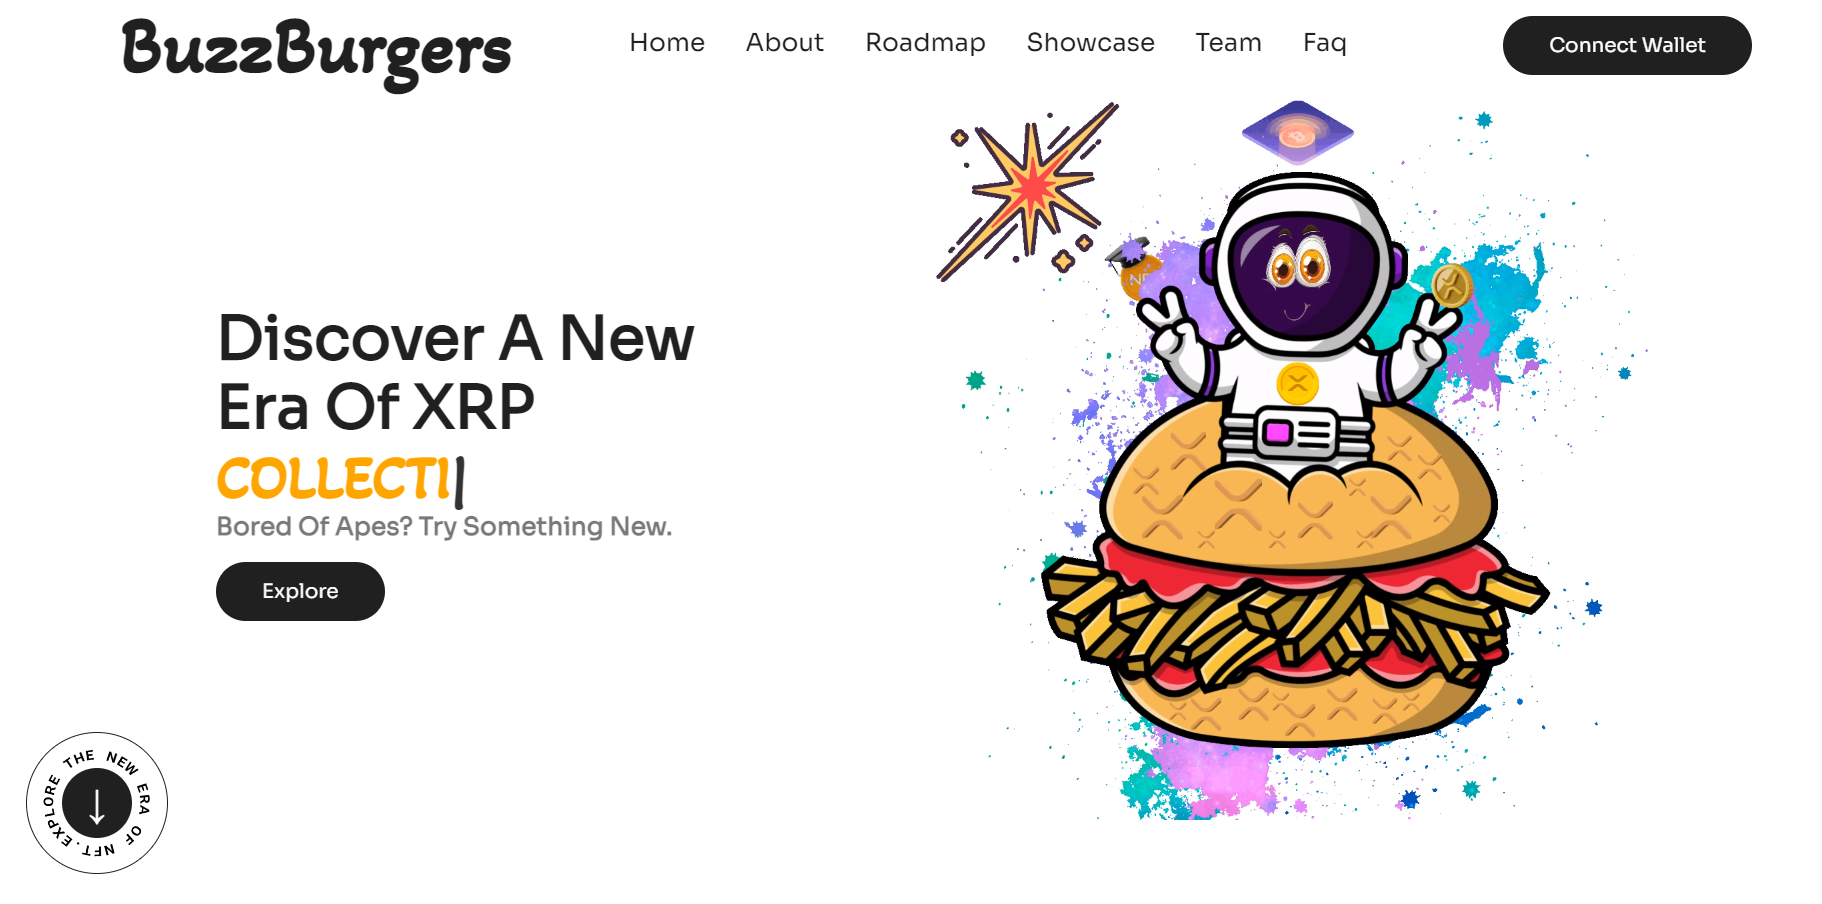 BuzzBurgers
Home About Roadmap Showcase Team Faq
Connect Wallet
Discover A New
Era Of XRP
COLLECTI|
Bored Of Apes? Try Something New.
Explore
EXPLORE THE NEW ERA OF NFT.